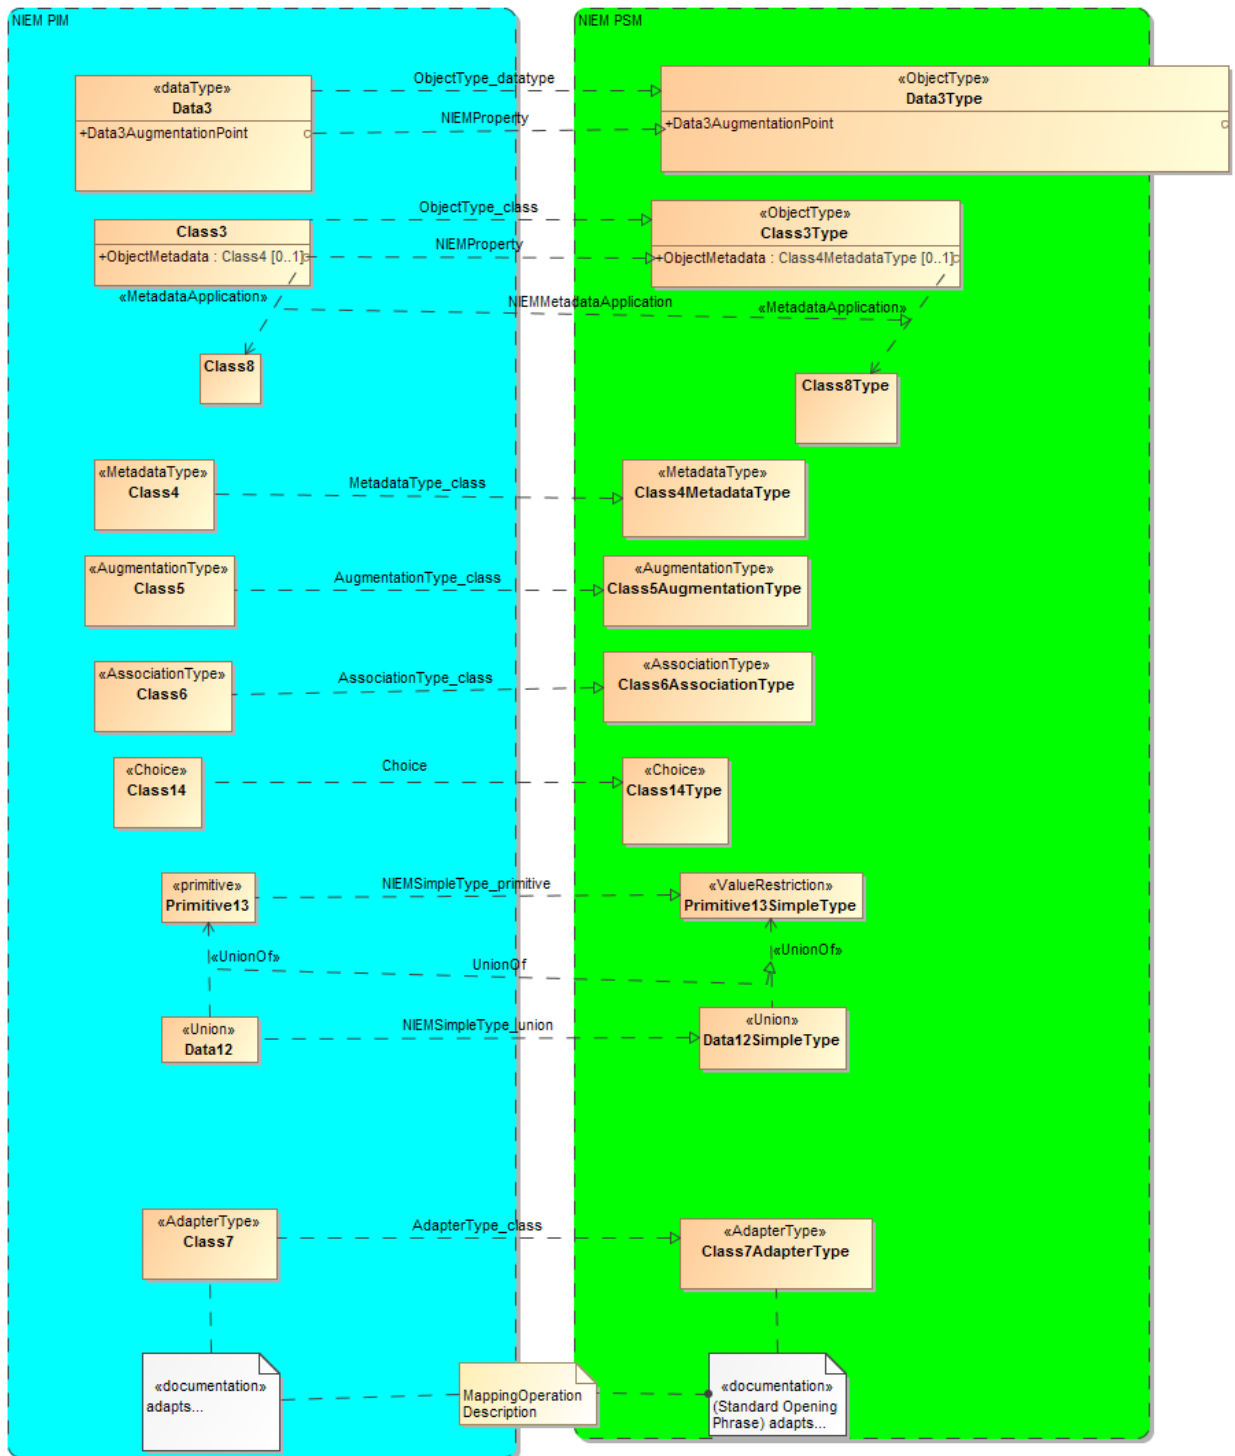 NIEM PIM
NIEM PSM
«dataType»
Data3
+Data3AugmentationPoint
ObjectType_datatype
NIEMProperty
«ObjectType»
Data3Type
+Data3AugmentationPoint
Class3
+ObjectMetadata : Class4 [0..1]
ObjectType_class
NIEMProperty
«ObjectType»
Class3Type
+ObjectMetadata : Class4MetadataType [0..1]
«MetadataApplication»
NIEMMetadataApplication
«MetadataApplication»
Class8
Class8Type
«MetadataType»
Class4
MetadataType_class
«MetadataType»
Class4MetadataType
«AugmentationType»
Class5
AugmentationType_class
«AugmentationType»
Class5AugmentationType
«AssociationType»
Class6
AssociationType_class
«AssociationType»
Class6AssociationType
«Choice»
Class14
Choice
«Choice»
Class14Type
«primitive»
Primitive13
NIEMSimpleType_primitive
«ValueRestriction»
Primitive13SimpleType
«UnionOf»
UnionOf
«UnionOf»
«Union»
Data12
NIEMSimpleType_union
«Union»
Data12SimpleType
«AdapterType»
Class7
AdapterType_class
«AdapterType»
Class7AdapterType
«documentation»
adapts...
MappingOperation
Description
«documentation»
(Standard Opening
Phrase) adapts...